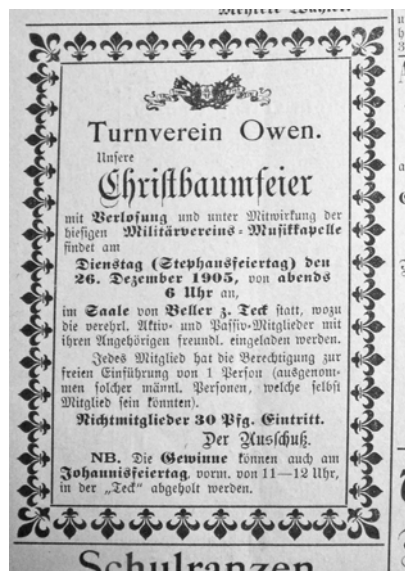 Turnverein Owen.
Unsere
Christbaumfeier
mit Verlosung und unter Mitwirkung der
hiesigen Militärvereins-Musikkapelle
findet am
Dienstag (Stephansfeiertag) den
26. Dezember 1905, von abends
6 Uhr an,
im Saale von Beller z. Teck statt, wozu
die verehrl. Aktiv- und Passiv-Mitglieder mit
ihren Angehörigen freundl. eingeladen werden.
Jedes Mitglied hat die Berechtigung zur
freien Einführung von 1 Person (ausgenom-
men solcher männl. Personen, welche selbst
Mitglied sein könnten).
Nichtmitglieder 30 Pfg. Eintritt.
Der Ausschuß.
NB. Die Gewinne können auch am
Johannisfeiertag, vorm. von 11—12 Uhr,
in der „Teck“ abgeholt werden.
Schulranzen